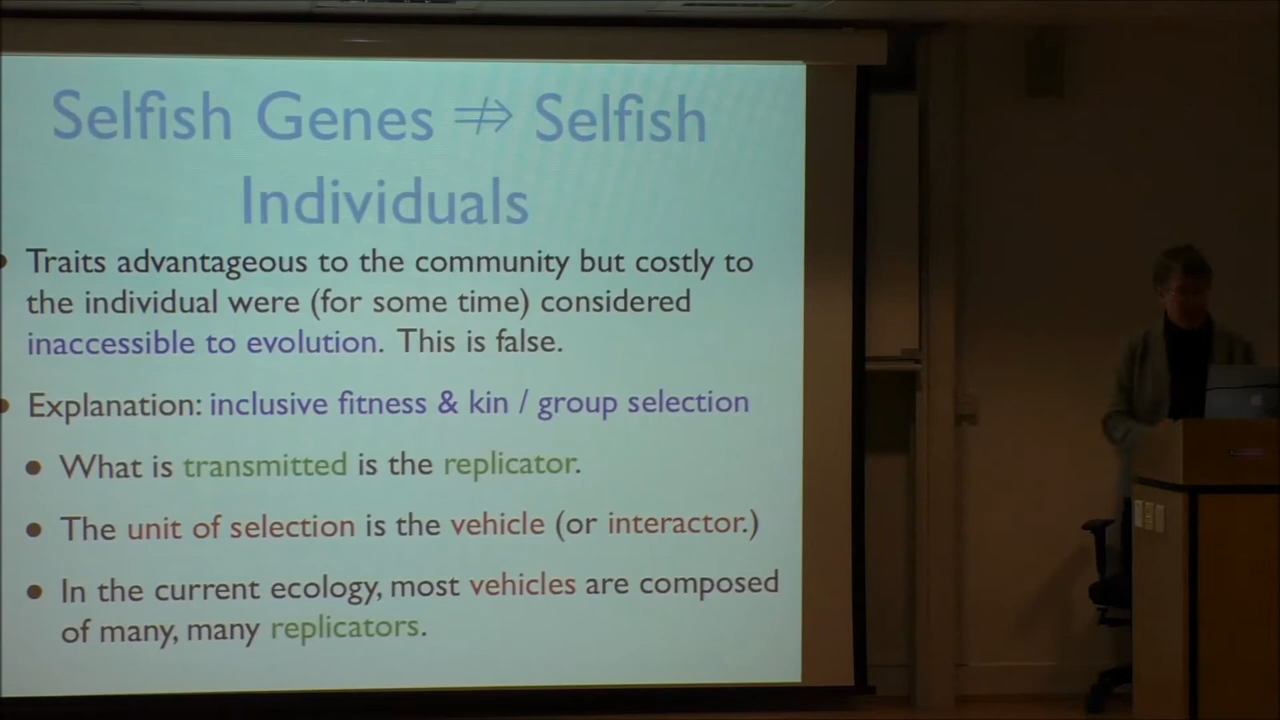 Selfish Genes ⇏ Selfish
Individuals
• Traits advantageous to the community but costly to
the individual were (for some time) considered
inaccessible to evolution. This is false.
• Explanation: inclusive fitness & kin / group selection
• What is transmitted is the replicator.
• The unit of selection is the vehicle (or interactor.)
• In the current ecology, most vehicles are composed
of many, many replicators.